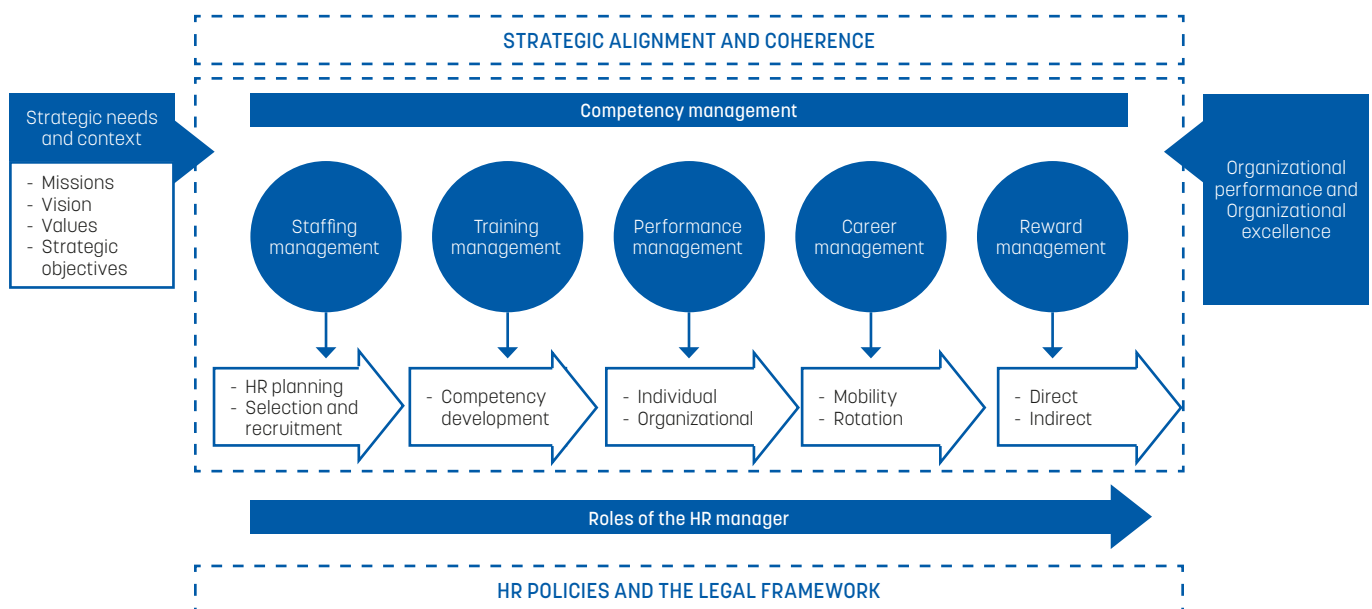 STRATEGIC ALIGNMENT AND COHERENCE
Competency management
Strategic needs
and context
- Missions
- Vision
- Values
- Strategic
objectives
Staffing
management
Training
management
Performance
management
Career
management
Reward
management
Organizational
performance and
Organizational
excellence
- HR planning
- Selection and
recruitment
- Competency
development
- Individual
- Organizational
- Mobility
- Rotation
- Direct
- Indirect
Roles of the HR manager
HR POLICIES AND THE LEGAL FRAMEWORK